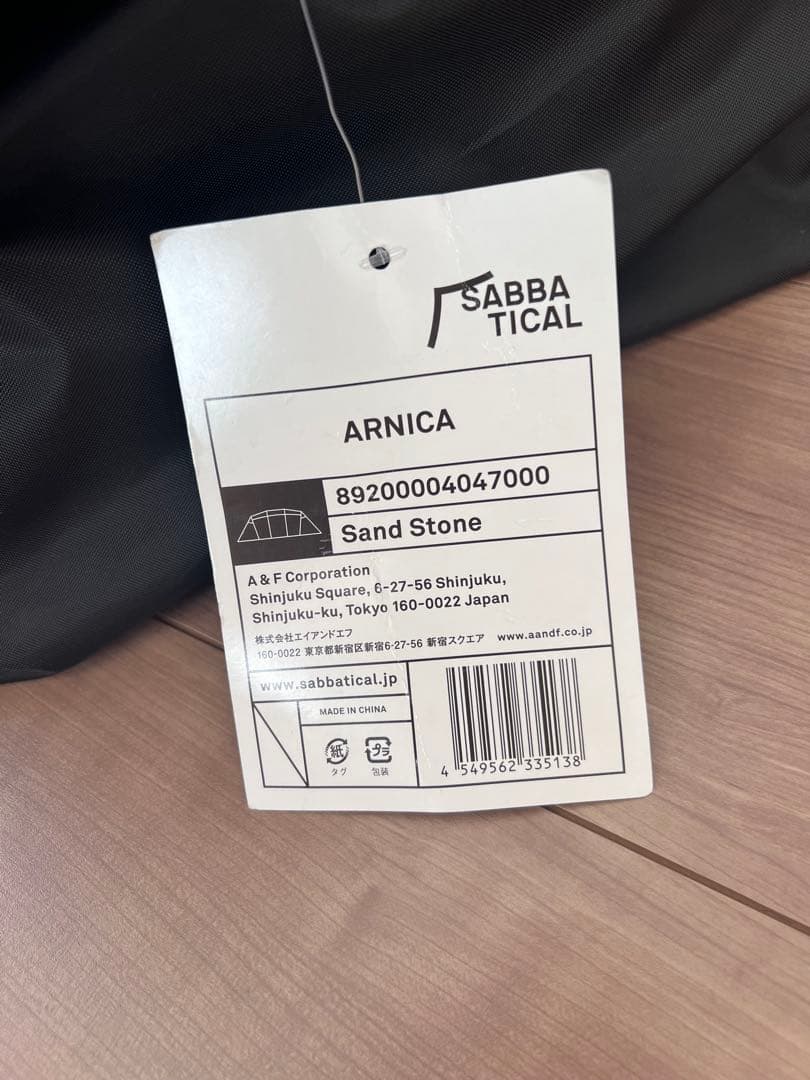 SABBA
TICAL
ARNICA
89200004047000
Sand Stone
A & F Corporation
Shinjuku Square, 6-27-56 Shinjuku,
Shinjuku-ku, Tokyo 160-0022 Japan
株式会社エイアンドエフ
160-0022 東京都新宿区新宿6-27-56 新宿スクエア www.aandf.co.jp
www.sabbatical.jp
MADE IN CHINA
紙 プラ
タグ 包装
4 549562 335138